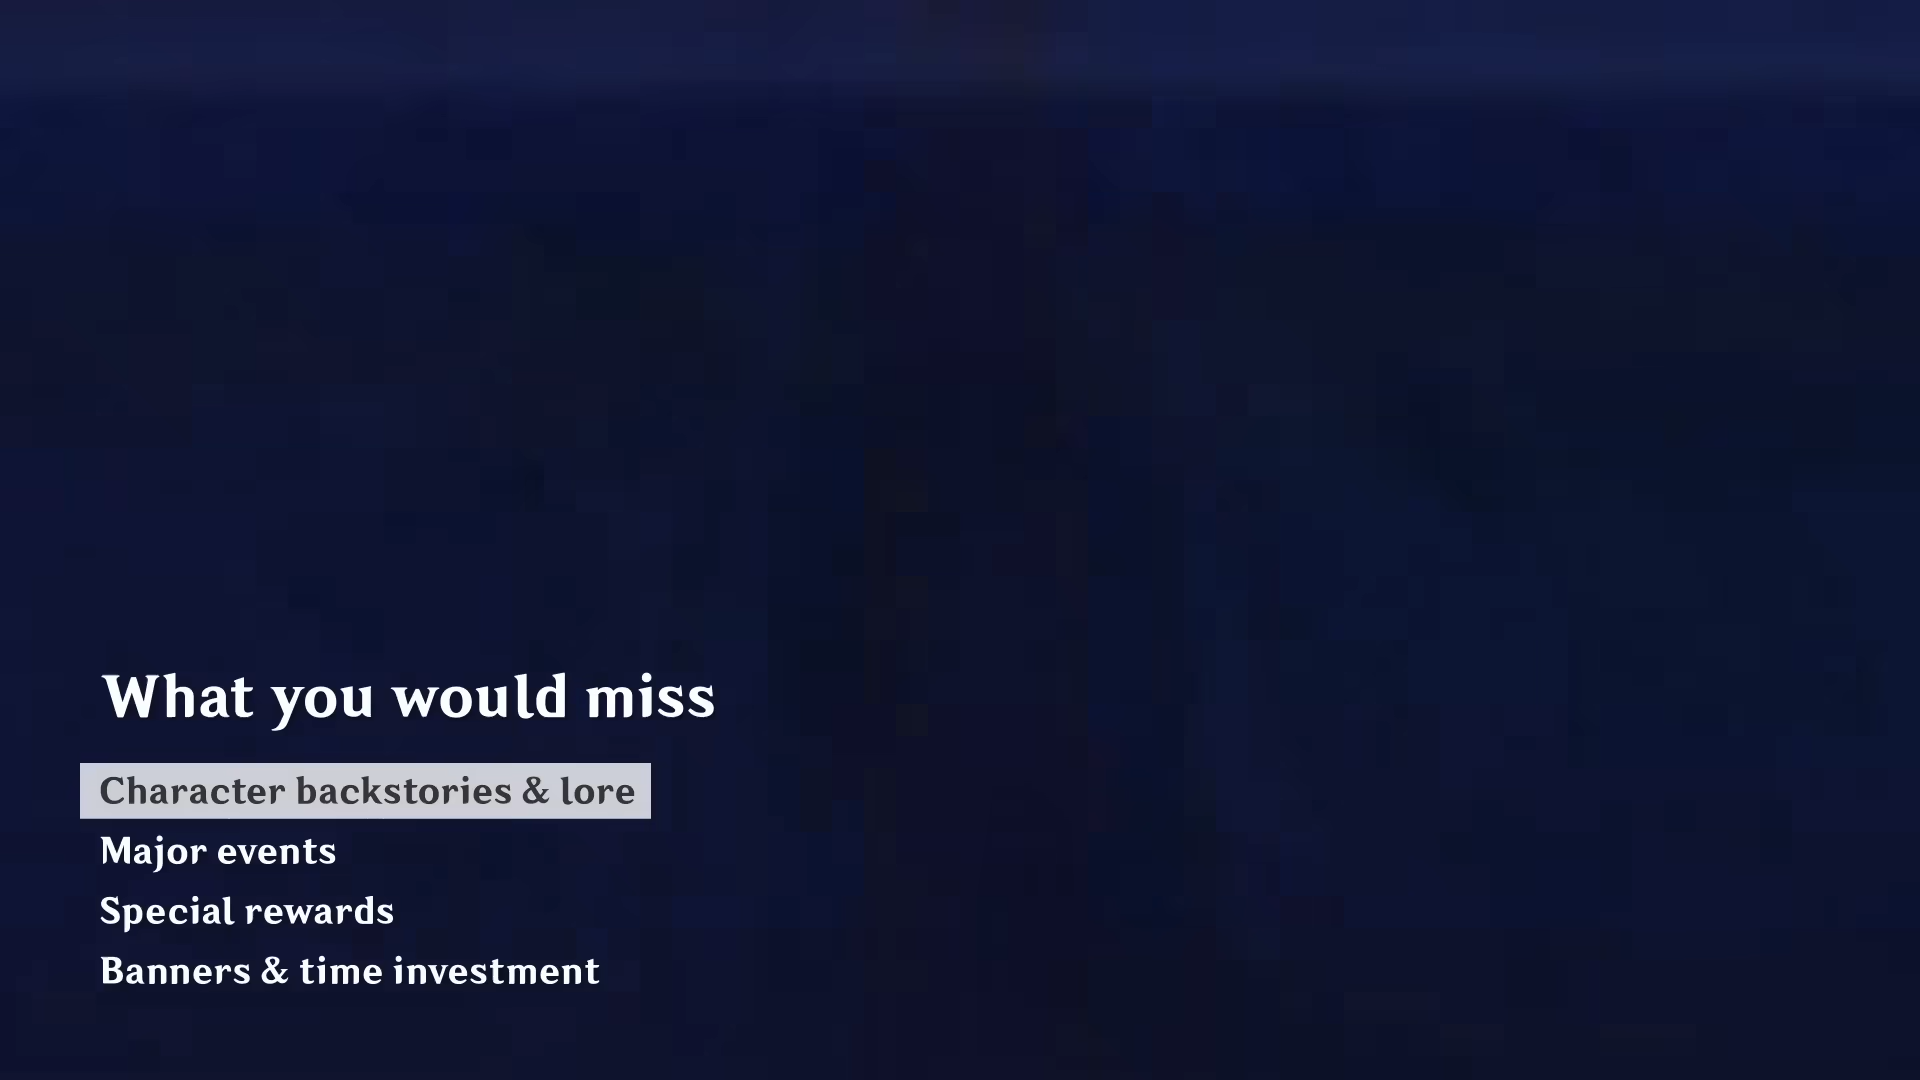 What you would miss
Character backstories & lore
Major events
Special rewards
Banners & time investment